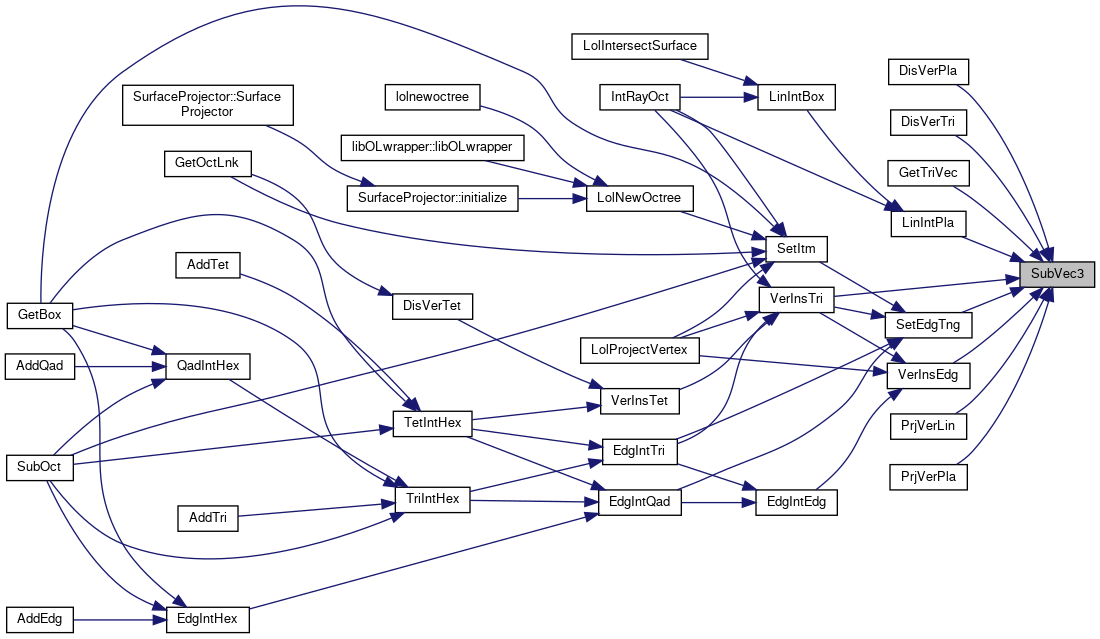 LolIntersectSurface
DisVerPla
SurfaceProjector::Surface
Projector
lolnewoctree
IntRayOct
LinIntBox
DisVerTri
libOLwrapper::libOLwrapper
GetOctLnk
GetTriVec
SurfaceProjector::initialize
LolNewOctree
LinIntPla
SetItm
AddTet
SubVec3
DisVerTet
VerInsTri
GetBox
SetEdgTng
LolProjectVertex
AddQad
QadIntHex
VerInsEdg
VerInsTet
TetIntHex
PrjVerLin
EdgIntTri
SubOct
PrjVerPla
TriIntHex
EdgIntQad
EdgIntEdg
AddTri
AddEdg
EdgIntHex